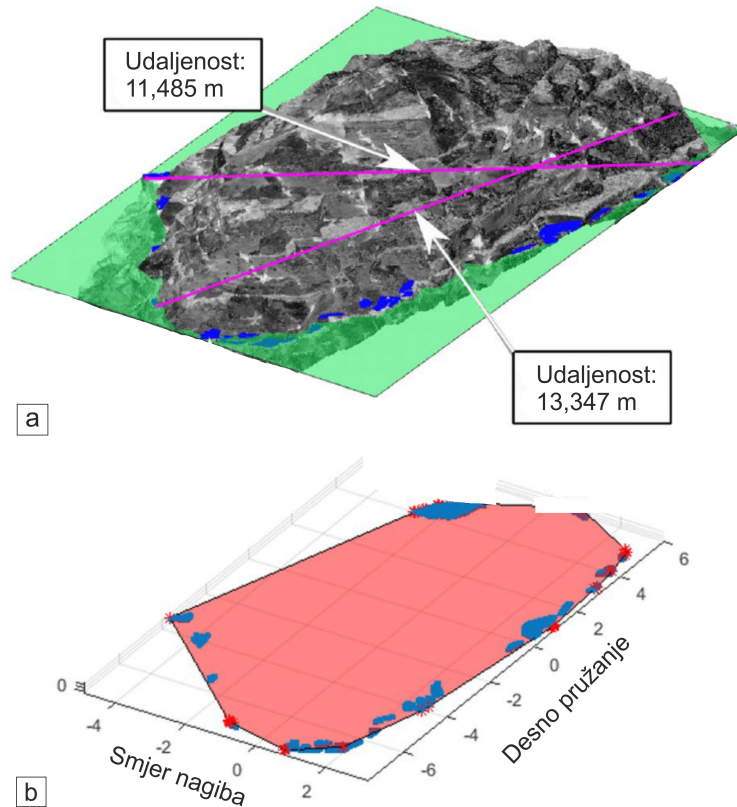 Udaljenost:
11,485 m
Udaljenost:
13,347 m
a
6
4
2
0
-2
-4
-6
0
-4
-2
0
2
Desno pružanje
Smjer nagiba
b